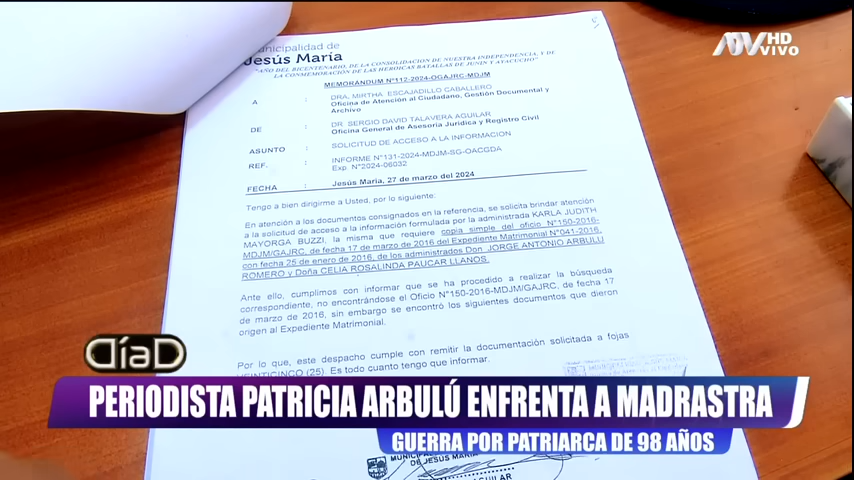 Municipalidad de
Jesús María
"AÑO DEL BICENTENARIO, DE LA CONSOLIDACION DE NUESTRA INDEPENDENCIA, Y DE
LA CONMEMORACION DE LAS HEROICAS BATALLAS DE JUNIN Y AYACUCHO"
MEMORÁNDUM N°112-2024-OGAJRC-MDJM
A : DRA. MIRTHA ESCAJADILLO CABALLERO
Oficina de Atención al Ciudadano, Gestión Documental y
Archivo
DE : DR. SERGIO DAVID TALAVERA AGUILAR
Oficina General de Asesoría Jurídica y Registro Civil
ASUNTO : SOLICITUD DE ACCESO A LA INFORMACION
REF. : INFORME N°131-2024-MDJM-SG-OACGDA
Exp. N°2024-06032
FECHA : Jesús María, 27 de marzo del 2024
Tengo a bien dirigirme a Usted, por lo siguiente:
En atención a los documentos consignados en la referencia, se solicita brindar atención
a la solicitud de acceso a la información formulada por la administrada KARLA JUDITH
MAYORGA BUZZI, la misma que requiere copia simple del oficio N°150-2016-
MDJM/GAJRC, de fecha 17 de marzo de 2016 del Expediente Matrimonial N°041-2016,
con fecha 25 de enero de 2016, de los administrados Don JORGE ANTONIO ARBULU
ROMERO y Doña CELIA ROSALINDA PAUCAR LLANOS.
Ante ello, cumplimos con informar que se ha procedido a realizar la búsqueda
correspondiente, no encontrándose el Oficio N°150-2016-MDJM/GAJRC, de fecha 17
de marzo de 2016, sin embargo se encontró los siguientes documentos que dieron
origen al Expediente Matrimonial.
Por lo que, este despacho cumple con remitir la documentación solicitada a fojas
VEINTICINCO (25). Es todo cuanto tengo que informar.
ATV HD
VIVO
DíaD
PERIODISTA PATRICIA ARBULÚ ENFRENTA A MADRASTRA
GUERRA POR PATRIARCA DE 98 AÑOS
DE JESÚS MARÍA